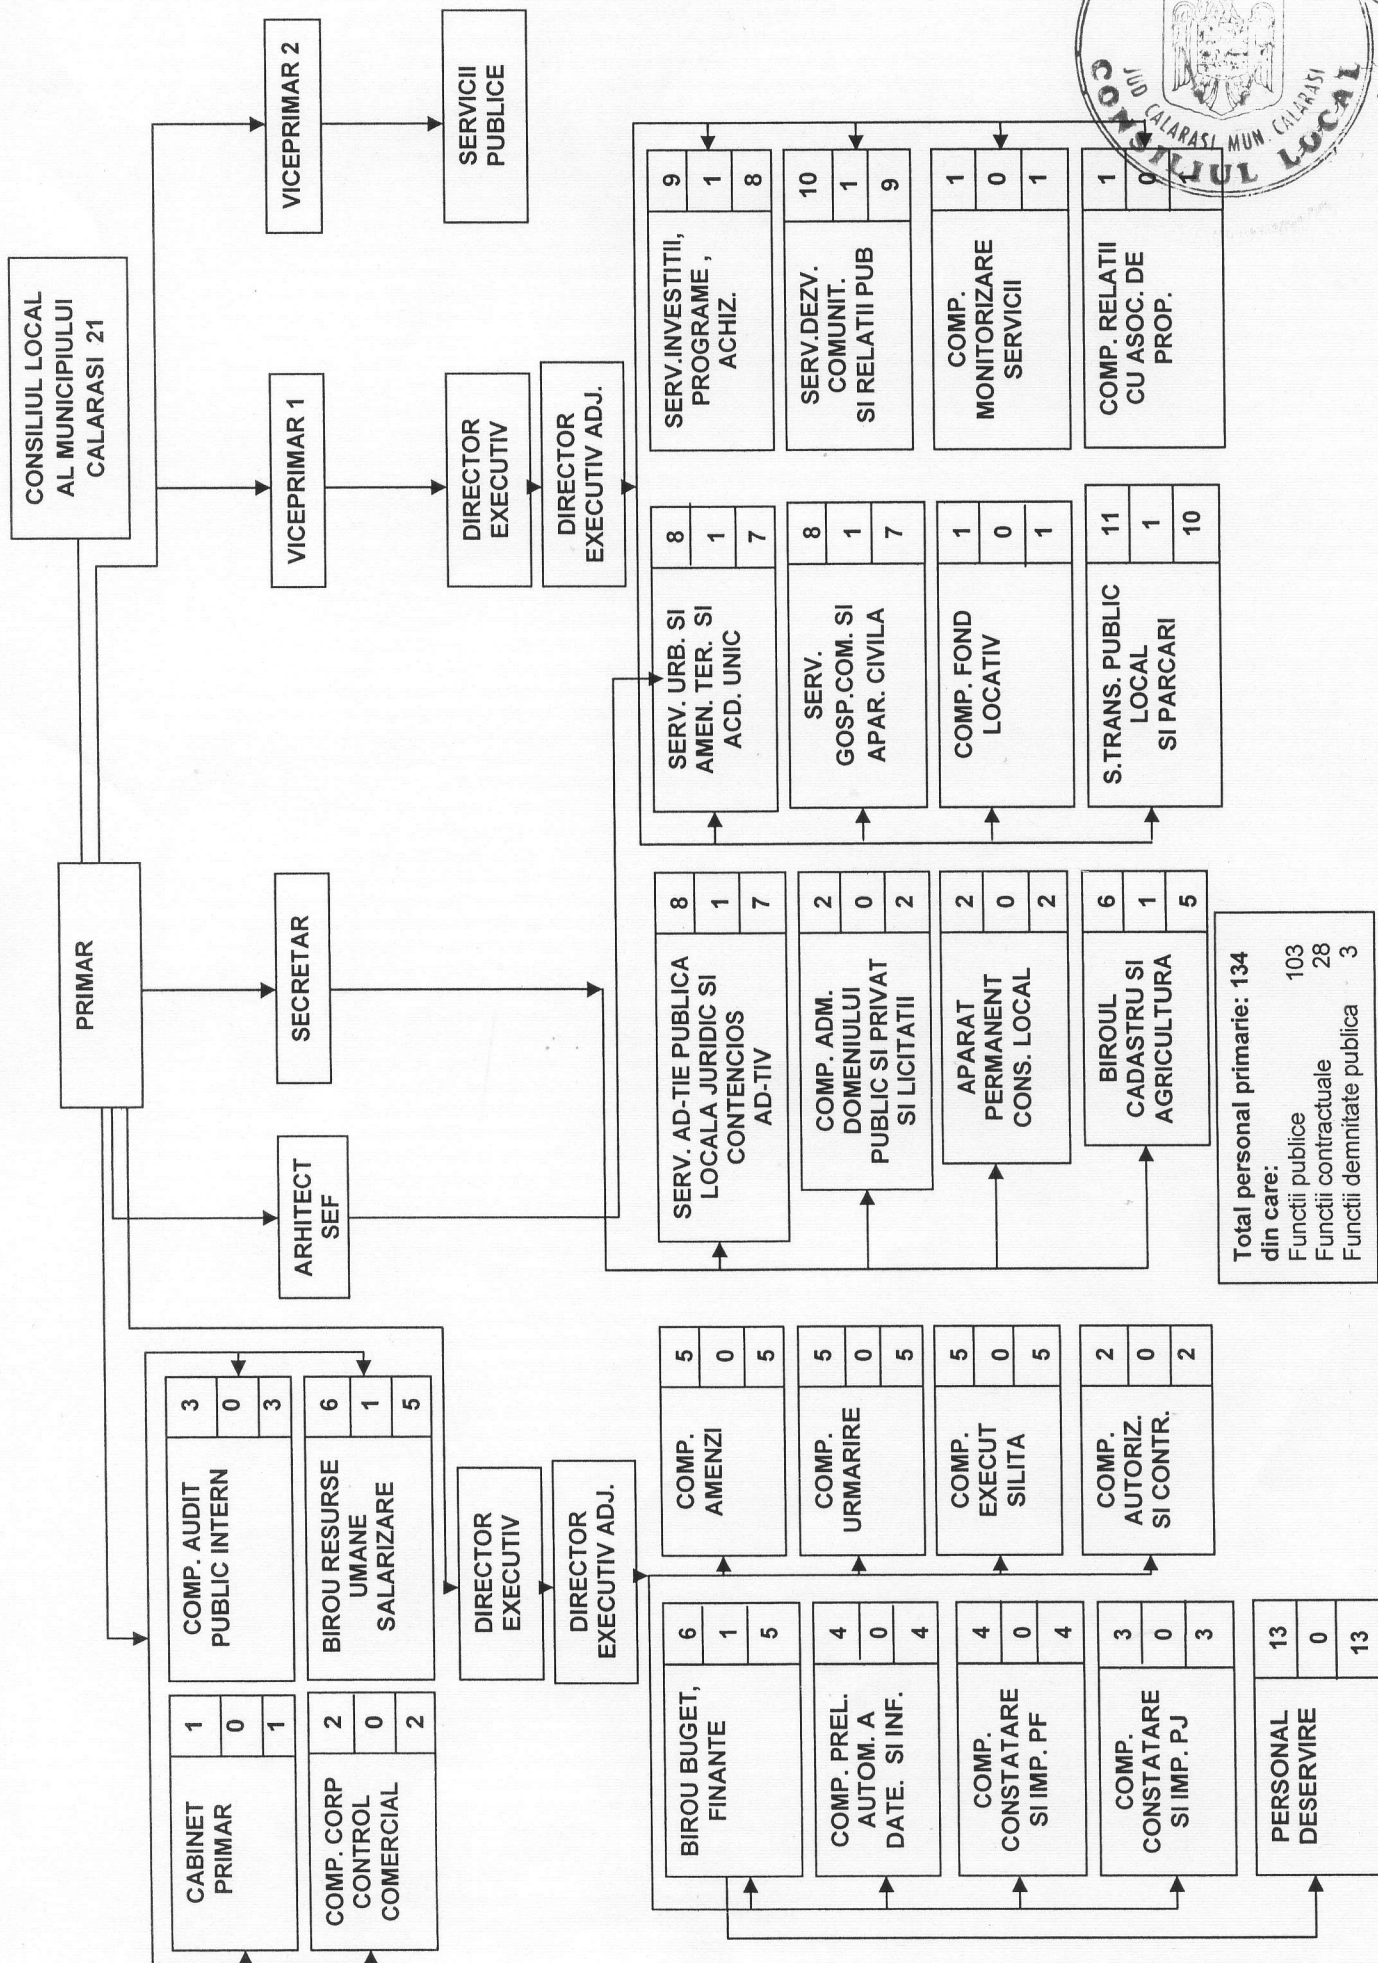 CONSILIUL LOCAL
AL MUNICIPIULUI
CALARASI 21
PRIMAR
ARHITECT
SEF
SECRETAR
VICEPRIMAR 1
VICEPRIMAR 2
SERVICII
PUBLICE
CABINET
PRIMAR
1
0
1
COMP. AUDIT
PUBLIC INTERN
3
0
3
COMP. CORP
CONTROL
COMERCIAL
2
0
2
BIROU RESURSE
UMANE
SALARIZARE
6
1
5
DIRECTOR
EXECUTIV
DIRECTOR
EXECUTIV ADJ.
DIRECTOR
EXECUTIV
DIRECTOR
EXECUTIV ADJ.
BIROU BUGET,
FINANTE
6
1
5
COMP. AMENZI
5
0
5
SERV. AD-TIE PUBLICA
LOCALA JURIDIC SI
CONTENCIOS
AD-TIV
8
1
7
SERV. URB. SI
AMEN. TER. SI
ACD. UNIC
8
1
7
SERV.INVESTITII,
PROGRAME ,
ACHIZ.
9
1
8
COMP. PREL.
AUTOM. A
DATE. SI INF.
4
0
4
COMP.
URMARIRE
5
0
5
COMP. ADM.
DOMENIULUI
PUBLIC SI PRIVAT
SI LICITATII
2
0
2
SERV.
GOSP.COM. SI
APAR. CIVILA
8
1
7
SERV.DEZV.
COMUNIT.
SI RELATII PUB
10
1
9
COMP.
CONSTATARE
SI IMP. PF
4
0
4
COMP.
EXECUT
SILITA
5
0
5
APARAT
PERMANENT
CONS. LOCAL
2
0
2
COMP. FOND
LOCATIV
1
0
1
COMP.
MONITORIZARE
SERVICII
1
0
1
COMP.
CONSTATARE
SI IMP. PJ
3
0
3
COMP.
AUTORIZ.
SI CONTR.
2
0
2
BIROUL
CADASTRU SI
AGRICULTURA
6
1
5
S.TRANS. PUBLIC
LOCAL
SI PARCARI
11
1
10
COMP. RELATII
CU ASOC. DE
PROP.
1
0
1
PERSONAL
DESERVIRE
13
0
13
Total personal primarie: 134
din care:
Functii publice 103
Functii contractuale 28
Functii demnitate publica 3
JUD CALARASI MUN. CALARASI
CONSILIUL LOCAL